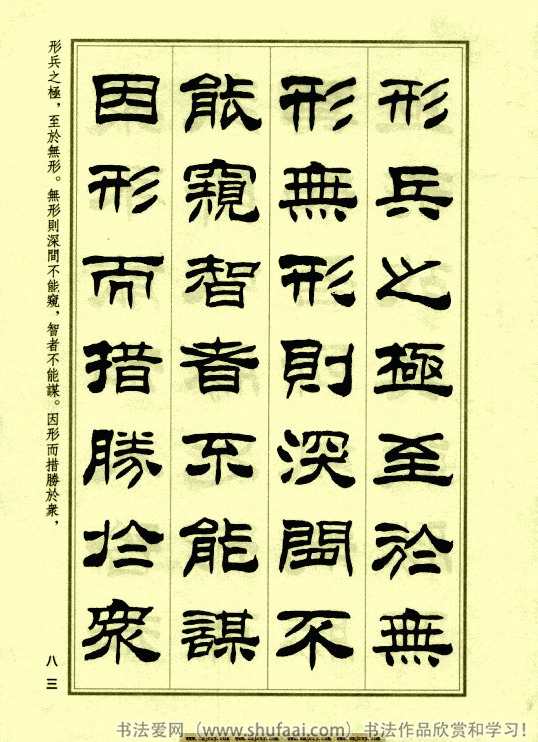 形兵之極至於無
形無形則深閒不
能窺智者不能謀
因形而措勝於衆
形兵之極，至於無形。無形則深間不能窺，智者不能謀。因形而措勝於衆，
八三
书法爱网（www.shufaai.com）书法作品欣赏和学习！